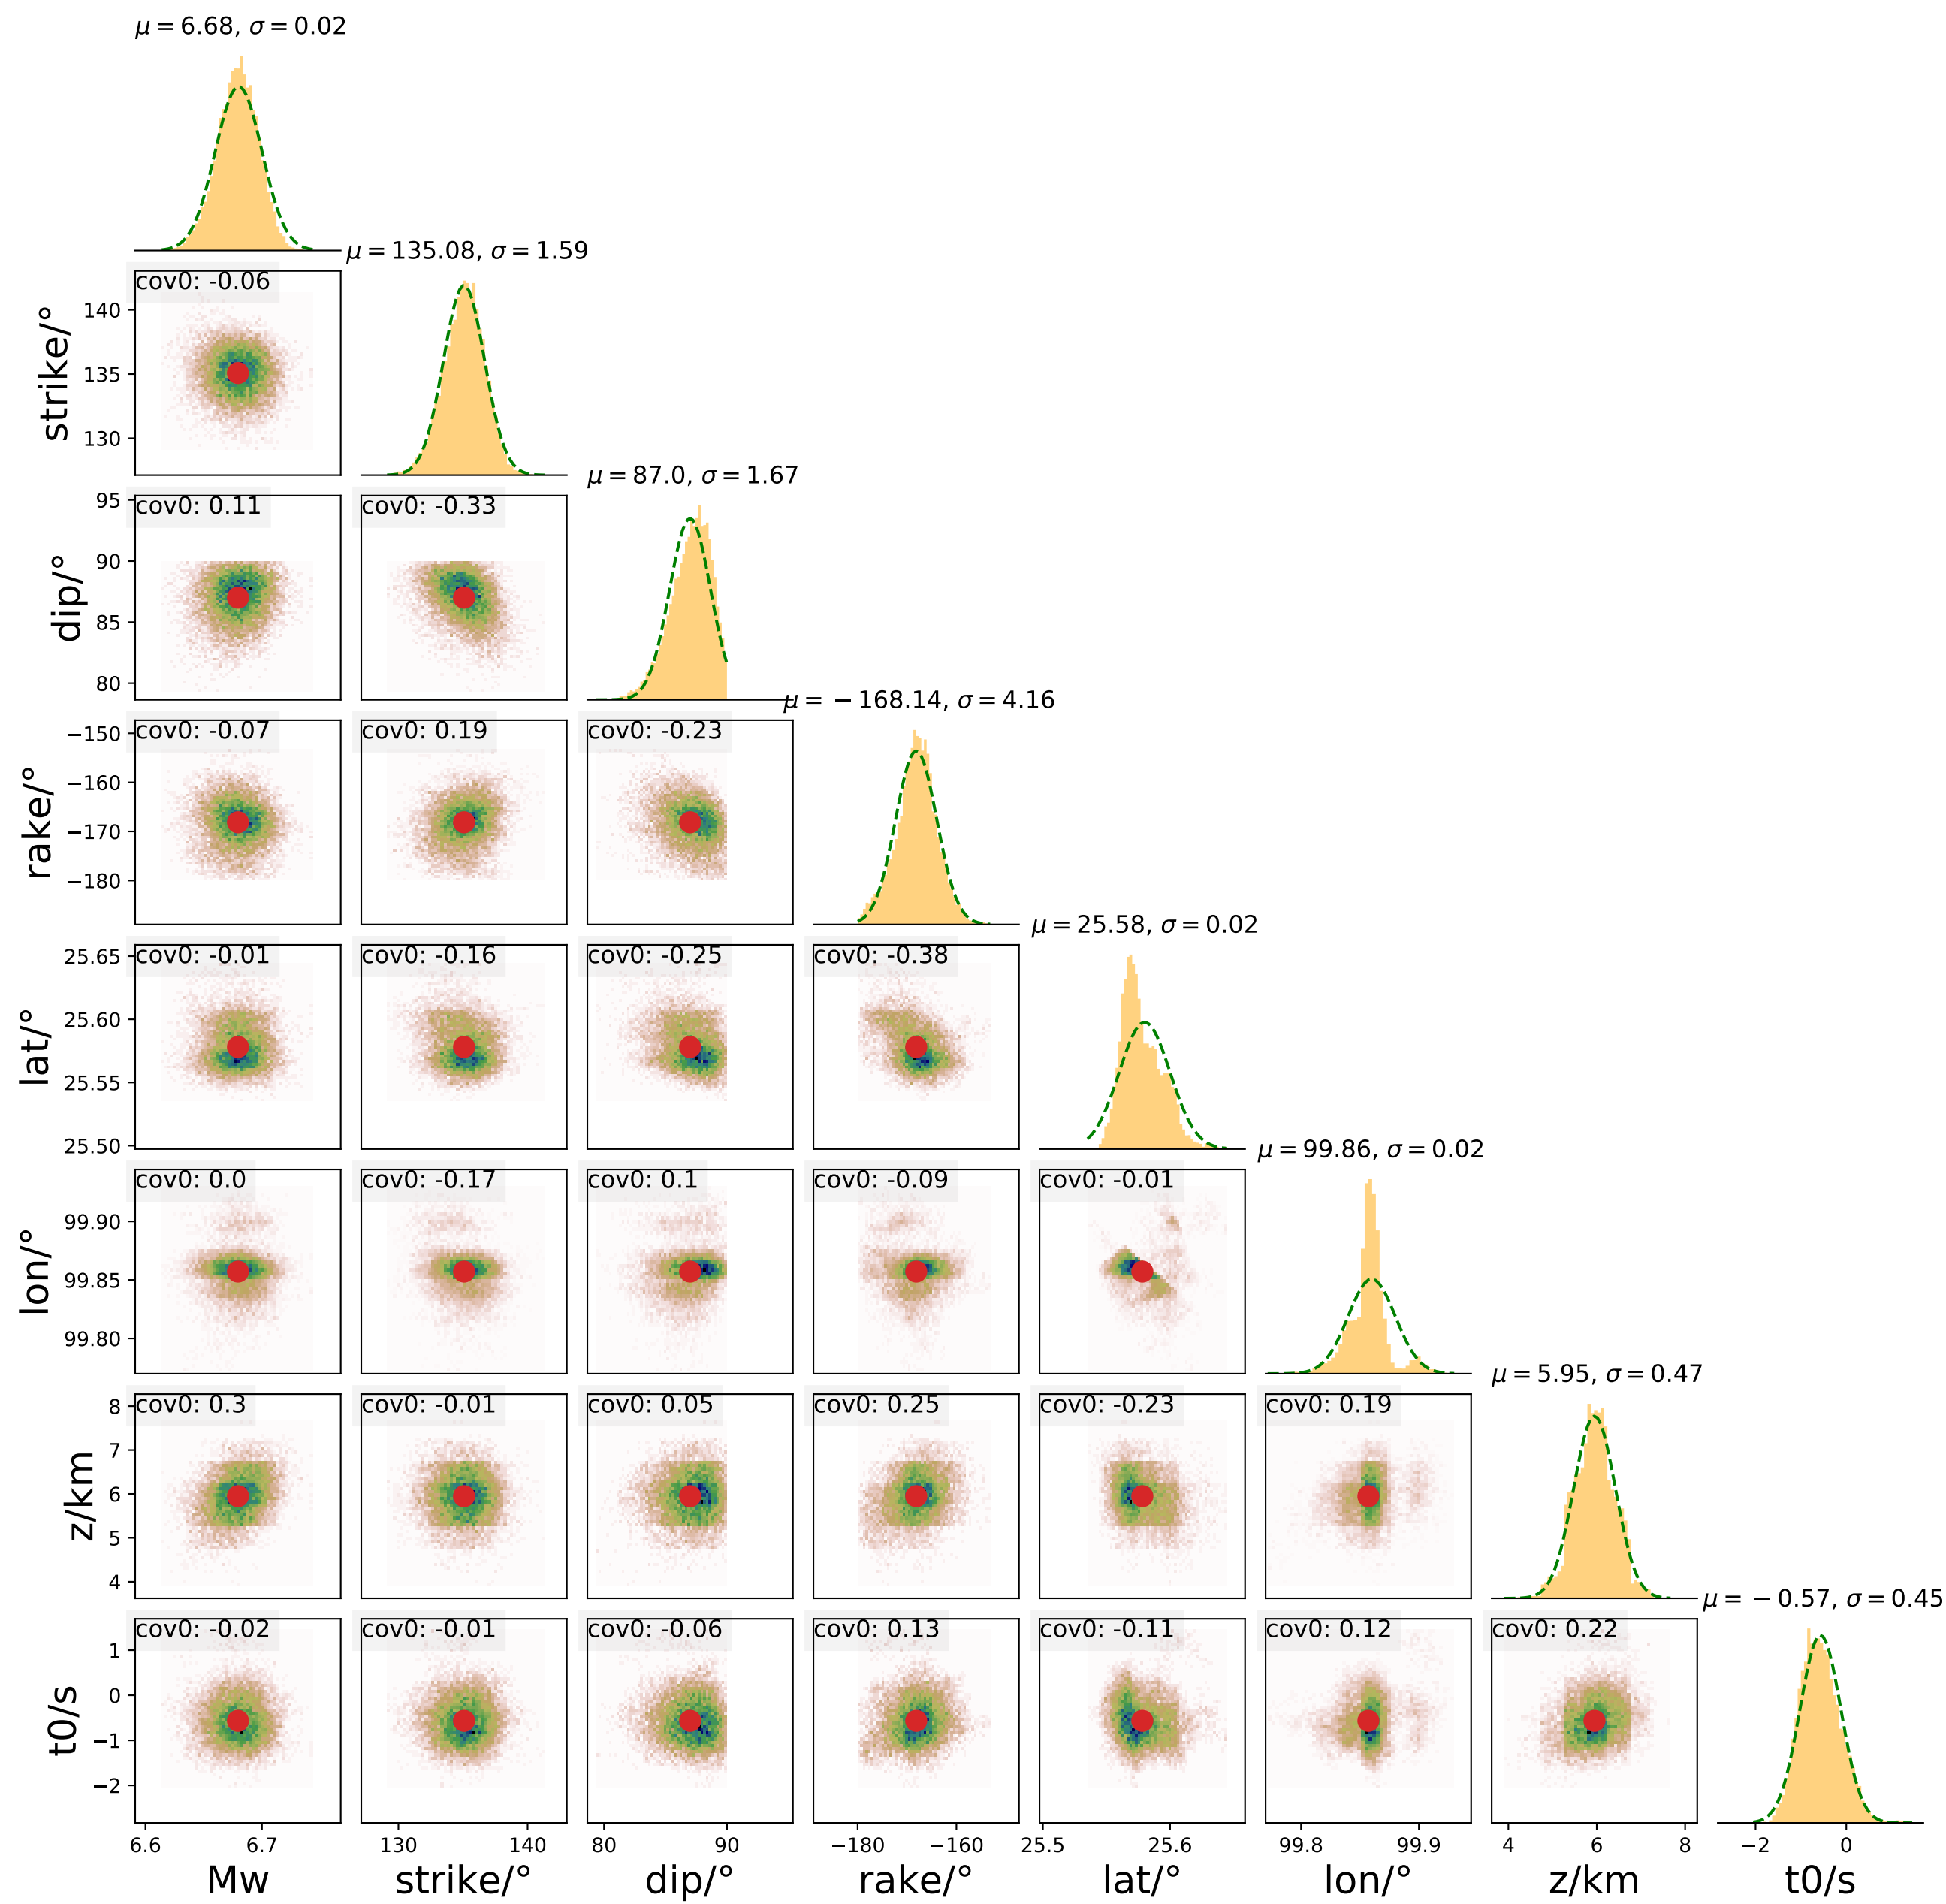 μ = 6.68, σ = 0.02
μ = 135.08, σ = 1.59
cov0: -0.06
strike/°
140
135
130
μ = 87.0, σ = 1.67
cov0: 0.11
cov0: -0.33
dip/°
95
90
85
80
μ = −168.14, σ = 4.16
cov0: -0.07
cov0: 0.19
cov0: -0.23
rake/°
−150
−160
−170
−180
μ = 25.58, σ = 0.02
cov0: -0.01
cov0: -0.16
cov0: -0.25
cov0: -0.38
lat/°
25.65
25.60
25.55
25.50
μ = 99.86, σ = 0.02
cov0: 0.0
cov0: -0.17
cov0: 0.1
cov0: -0.09
cov0: -0.01
lon/°
99.90
99.85
99.80
μ = 5.95, σ = 0.47
cov0: 0.3
cov0: -0.01
cov0: 0.05
cov0: 0.25
cov0: -0.23
cov0: 0.19
z/km
8
7
6
5
4
μ = −0.57, σ = 0.45
cov0: -0.02
cov0: -0.01
cov0: -0.06
cov0: 0.13
cov0: -0.11
cov0: 0.12
cov0: 0.22
t0/s
1
0
−1
−2
6.6 6.7 130 140 80 90 −180 −160 25.5 25.6 99.8 99.9 4 6 8 −2 0
Mw strike/° dip/° rake/° lat/° lon/° z/km t0/s